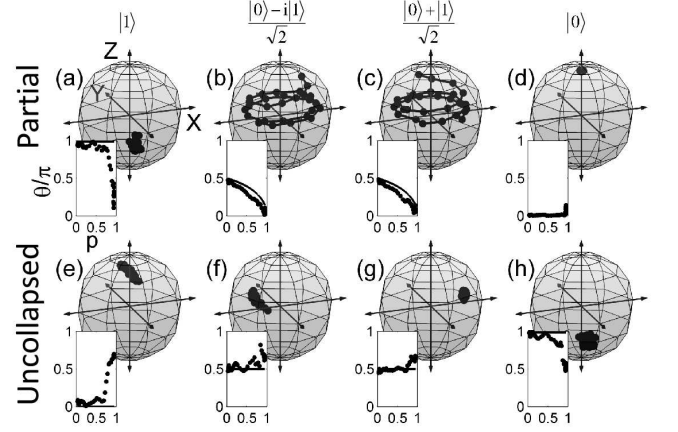 |1⟩ |0⟩−i|1⟩/√2 |0⟩+|1⟩/√2 |0⟩
Z
(a) (b) (c) (d)
Y
Partial
X
θ/π
1 1 1 1
0.5 0.5 0.5 0.5
0 0 0 0
0 0.5 1 0 0.5 1 0 0.5 1 0 0.5 1
p
(e) (f) (g) (h)
Uncollapsed
1 1 1 1
0.5 0.5 0.5 0.5
0 0 0 0
0 0.5 1 0 0.5 1 0 0.5 1 0 0.5 1